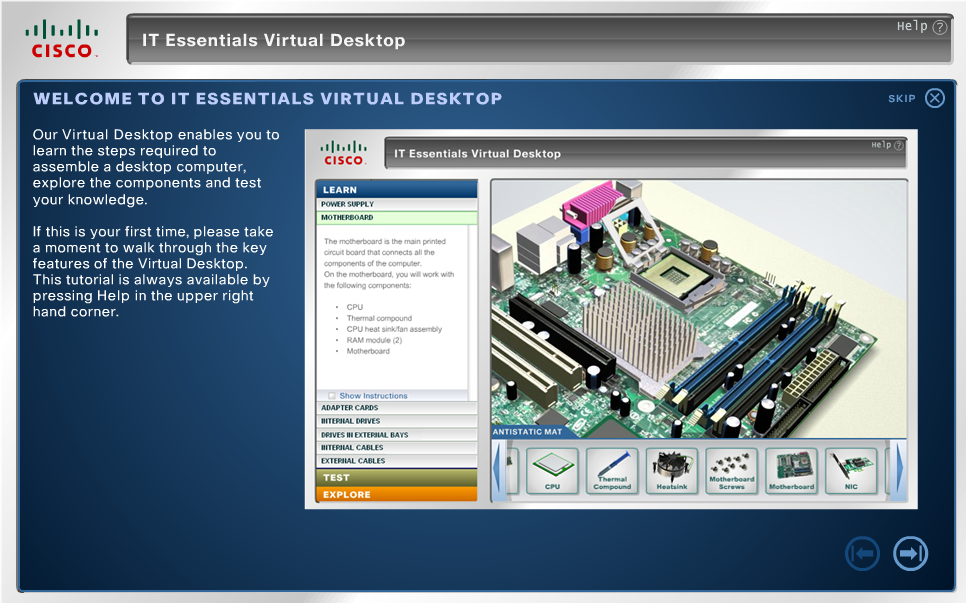 CISCO
IT Essentials Virtual Desktop
Help ?
WELCOME TO IT ESSENTIALS VIRTUAL DESKTOP
SKIP
Our Virtual Desktop enables you to
learn the steps required to
assemble a desktop computer,
explore the components and test
your knowledge.
If this is your first time, please take
a moment to walk through the key
features of the Virtual Desktop.
This tutorial is always available by
pressing Help in the upper right
hand corner.
CISCO
IT Essentials Virtual Desktop
Help ?
LEARN
POWER SUPPLY
MOTHERBOARD
The motherboard is the main printed
circuit board that connects all the
components of the computer.
On the motherboard, you will work with
the following components:
• CPU
• Thermal compound
• CPU heat sink/fan assembly
• RAM module (2)
• Motherboard
Show Instructions
ADAPTER CARDS
INTERNAL DRIVES
DRIVES IN EXTERNAL BAYS
INTERNAL CABLES
EXTERNAL CABLES
TEST
EXPLORE
ANTISTATIC MAT
CPU
Thermal
Compound
Heatsink
Motherboard
Screws
Motherboard
NIC